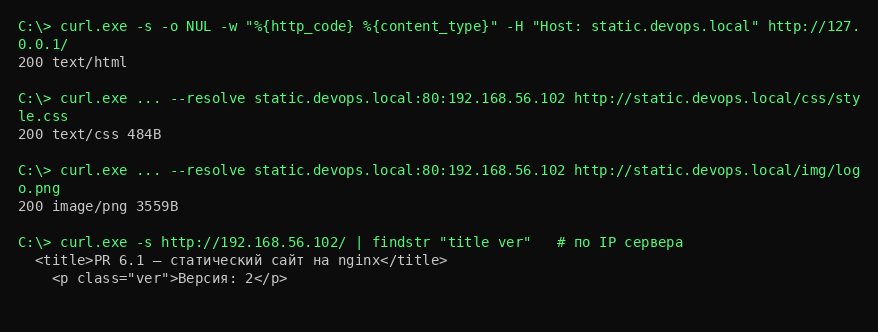 C:\> curl.exe -s -o NUL -w "%{http_code} %{content_type}" -H "Host: static.devops.local" http://127.
0.0.1/
200 text/html
C:\> curl.exe ... --resolve static.devops.local:80:192.168.56.102 http://static.devops.local/css/sty
le.css
200 text/css 484B
C:\> curl.exe ... --resolve static.devops.local:80:192.168.56.102 http://static.devops.local/img/log
o.png
200 image/png 3559B
C:\> curl.exe -s http://192.168.56.102/ | findstr "title ver"   # по IP сервера
  <title>PR 6.1 — статический сайт на nginx</title>
    <p class="ver">Версия: 2</p>